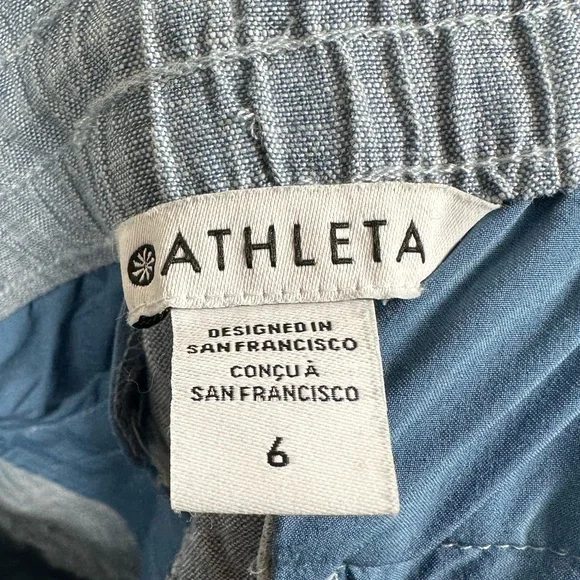 ATHLETA
DESIGNED IN
SAN FRANCISCO
CONÇU À
SAN FRANCISCO
6